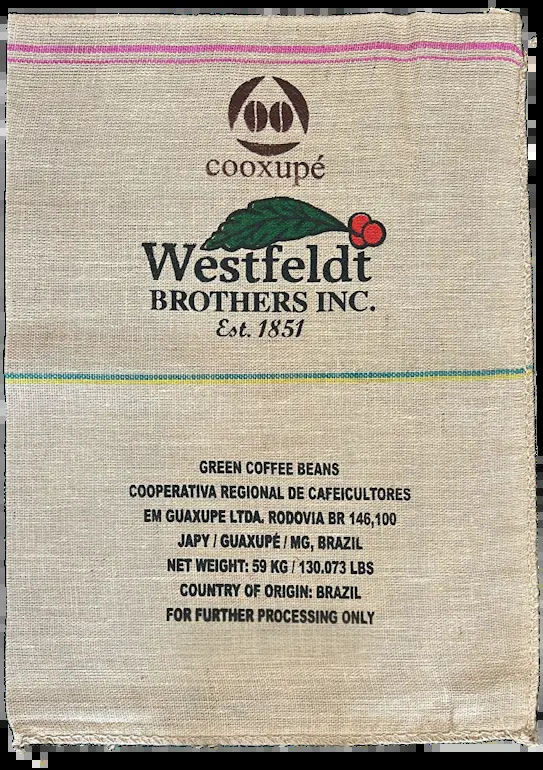 cooxupé
Westfeldt
BROTHERS INC.
Est. 1851
GREEN COFFEE BEANS
COOPERATIVA REGIONAL DE CAFEICULTORES
EM GUAXUPE LTDA. RODOVIA BR 146,100
JAPY / GUAXUPÉ / MG, BRAZIL
NET WEIGHT: 59 KG / 130.073 LBS
COUNTRY OF ORIGIN: BRAZIL
FOR FURTHER PROCESSING ONLY